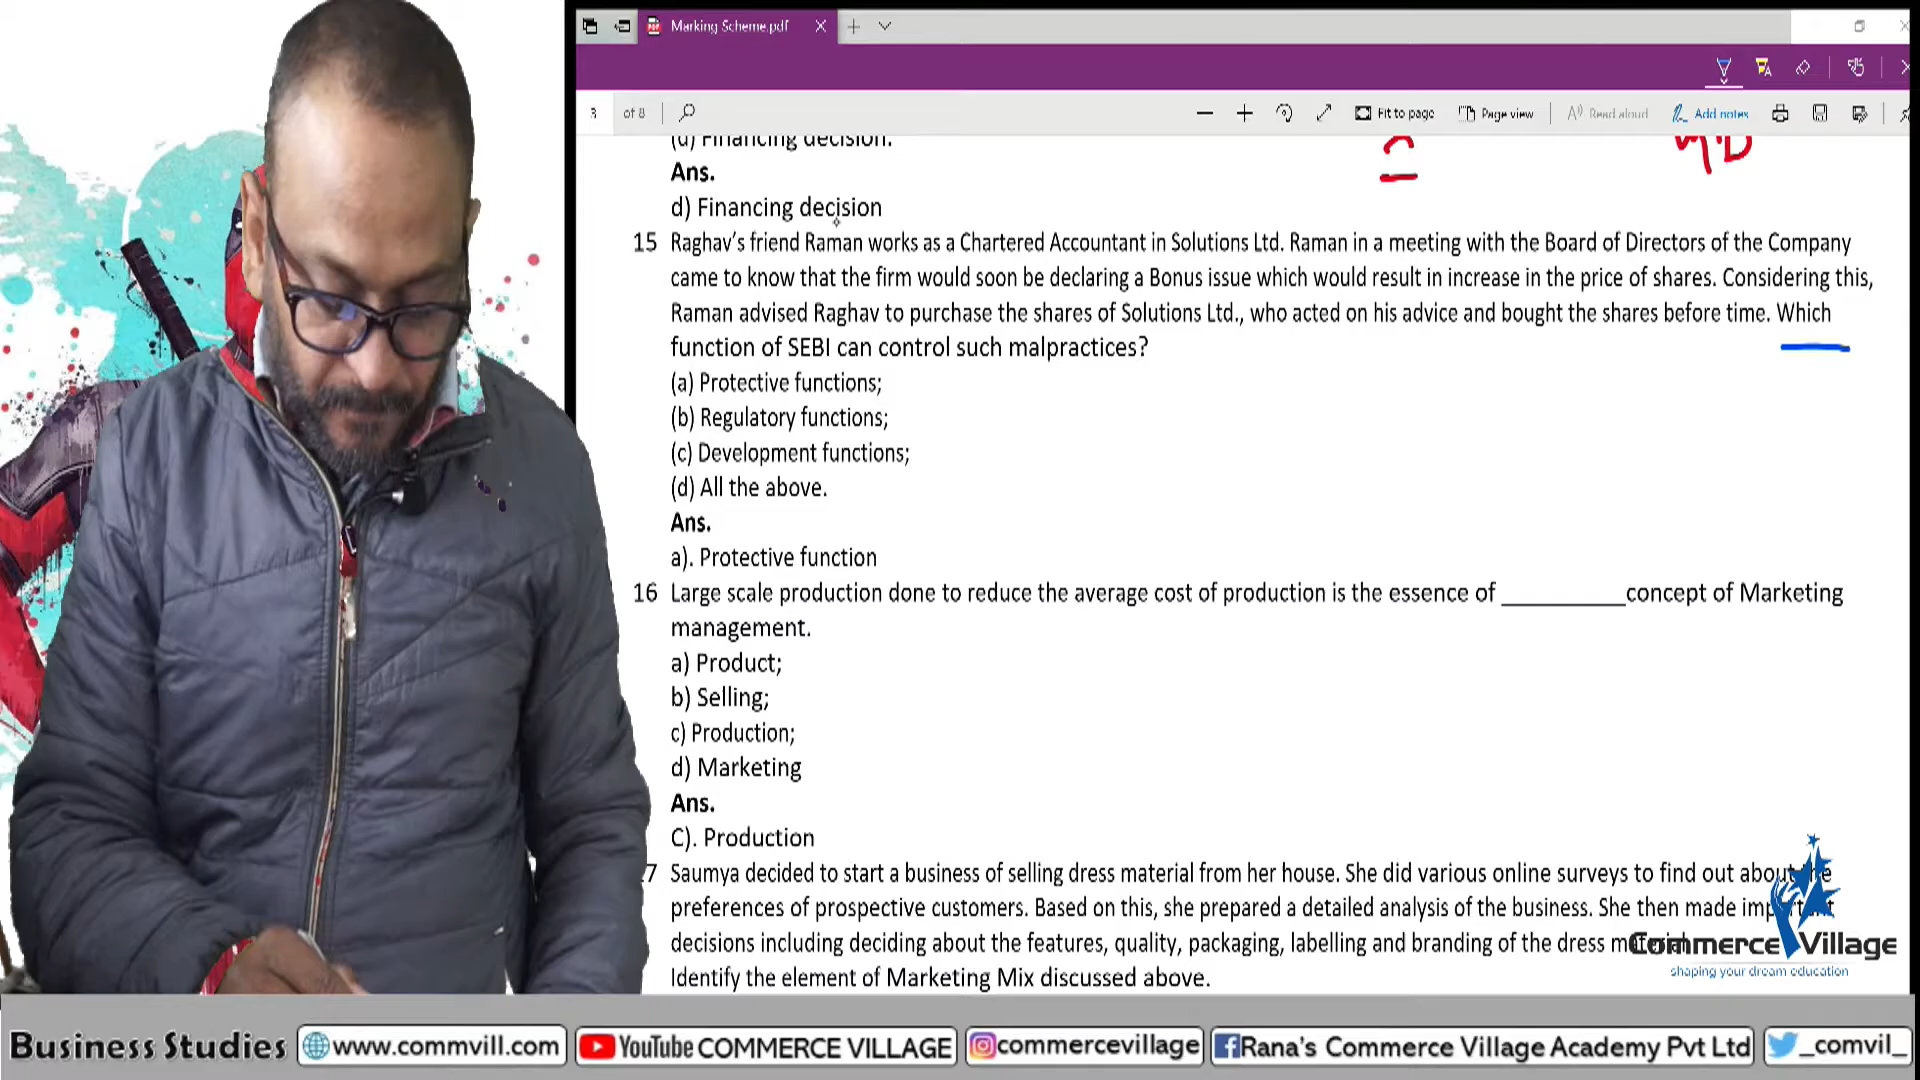 Marking Scheme.pdf
3 of 8 Fit to page Page view Read aloud Add notes
(d) Financing decision.
Ans.
d) Financing decision
15 Raghav's friend Raman works as a Chartered Accountant in Solutions Ltd. Raman in a meeting with the Board of Directors of the Company
came to know that the firm would soon be declaring a Bonus issue which would result in increase in the price of shares. Considering this,
Raman advised Raghav to purchase the shares of Solutions Ltd., who acted on his advice and bought the shares before time. Which
function of SEBI can control such malpractices?
(a) Protective functions;
(b) Regulatory functions;
(c) Development functions;
(d) All the above.
Ans.
a). Protective function
16 Large scale production done to reduce the average cost of production is the essence of __________concept of Marketing
management.
a) Product;
b) Selling;
c) Production;
d) Marketing
Ans.
C). Production
7 Saumya decided to start a business of selling dress material from her house. She did various online surveys to find out about the
preferences of prospective customers. Based on this, she prepared a detailed analysis of the business. She then made important
decisions including deciding about the features, quality, packaging, labelling and branding of the dress material.
Identify the element of Marketing Mix discussed above.
Commerce Village
shaping your dream education
Business Studies www.commvill.com YouTube COMMERCE VILLAGE commercevillage Rana's Commerce Village Academy Pvt Ltd _comvil_